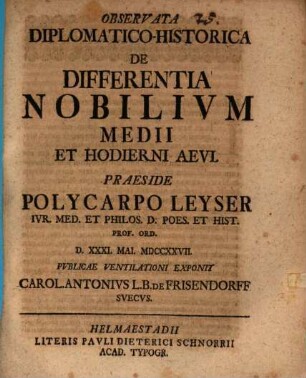 OBSERVATA
DIPLOMATICO-HISTORICA
DE
DIFFERENTIA
NOBILIVM
MEDII
ET HODIERNI AEVI.
PRAESIDE
POLYCARPO LEYSER
IVR. MED. ET PHILOS. D. POES. ET HIST.
PROF. ORD.
D. XXXI. MAI. MDCCXXVII.
PVBLICAE VENTILATIONI EXPONIT
CAROL. ANTONIVS L. B. DE FRISENDORFF
SVECVS.
HELMAESTADII
LITERIS PAVLI DIETERICI SCHNORRII
ACAD. TYPOGR.